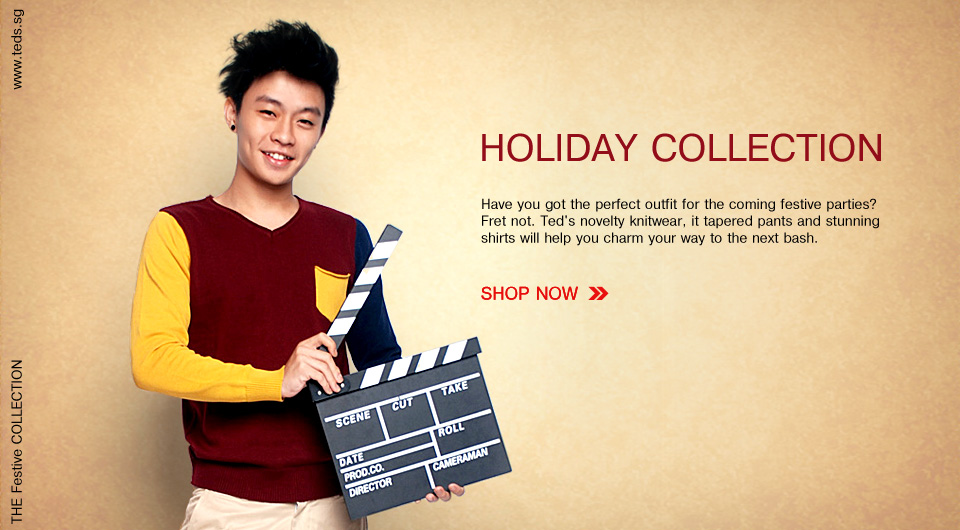 www.teds.sg
THE Festive COLLECTION
HOLIDAY COLLECTION
Have you got the perfect outfit for the coming festive parties?
Fret not. Ted's novelty knitwear, it tapered pants and stunning
shirts will help you charm your way to the next bash.
SHOP NOW
SCENE
CUT
TAKE
DATE
ROLL
PROD.CO.
DIRECTOR
CAMERAMAN